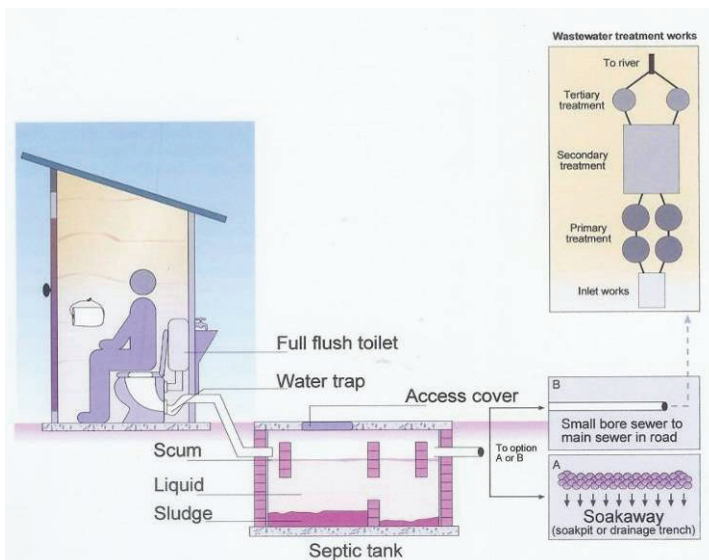 Wastewater treatment works
To river
Tertiary
treatment
Secondary
treatment
Primary
treatment
Inlet works
Full flush toilet
Water trap
Access cover
Scum
Liquid
Sludge
Septic tank
To option
A or B
B
Small bore sewer to
main sewer in road
A
Soakaway
(soakpit or drainage trench)